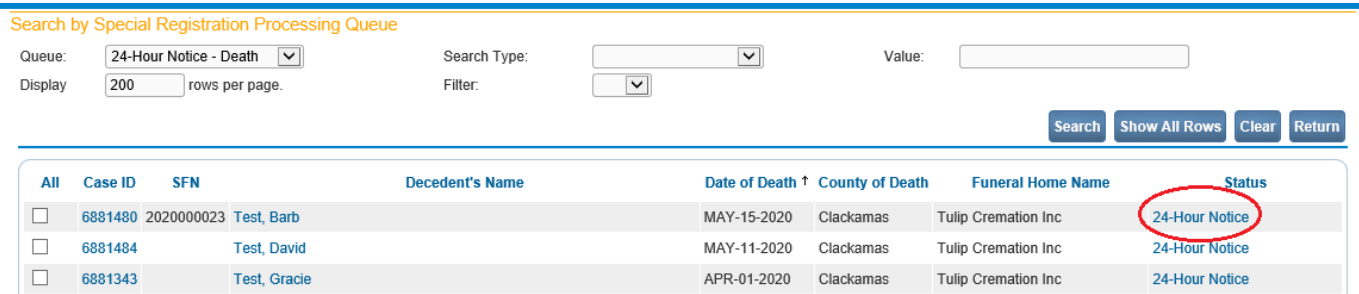 Search by Special Registration Processing Queue
Queue: 24-Hour Notice - Death Search Type: Value:
Display 200 rows per page. Filter:
Search Show All Rows Clear Return
All Case ID SFN Decedent's Name Date of Death ↑ County of Death Funeral Home Name Status
6881480 2020000023 Test, Barb MAY-15-2020 Clackamas Tulip Cremation Inc 24-Hour Notice
6881484 Test, David MAY-11-2020 Clackamas Tulip Cremation Inc 24-Hour Notice
6881343 Test, Gracie APR-01-2020 Clackamas Tulip Cremation Inc 24-Hour Notice